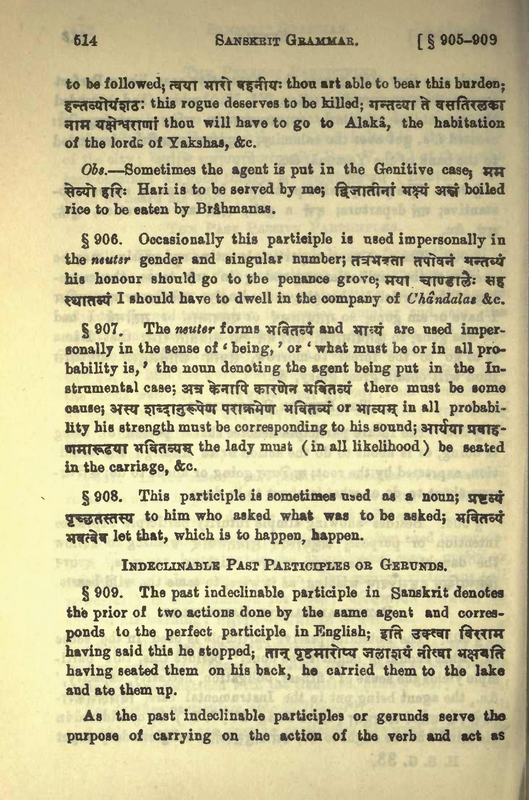 514 SANSKRIT GRAMMAR. [ § 905-909
to be followed; त्वया भारो वहनीयः thou art able to bear this burden;
हन्तव्योयंशठः this rogue deserves to be killed; गन्तव्या ते वसतिरलका
नाम यक्षेश्वराणां thou will have to go to Alakâ, the habitation
of the lords of Yakshas, &c.
Obs.—Sometimes the agent is put in the Genitive case; मम
सेव्यो हरिः Hari is to be served by me; द्विजातीनां भक्ष्यं अन्नं boiled
rice to be eaten by Brâhmanas.
§ 906. Occasionally this participle is used impersonally in
the neuter gender and singular number; तत्रभवता तपोवनं गन्तव्यं
his honour should go to the penance grove; मया चाण्डालैः सह
स्थातव्यं I should have to dwell in the company of Chândalas &c.
§ 907. The neuter forms भवितव्यं and भाव्यं are used imper-
sonally in the sense of ‘ being, ’ or ‘ what must be or in all pro-
bability is, ’ the noun denoting the agent being put in the In-
strumental case; अत्र केनापि कारणेन भवितव्यं there must be some
cause; अस्य शब्दानुरूपेण पराक्रमेण भवितव्यं or भाव्यम् in all probabi-
lity his strength must be corresponding to his sound; आर्यया प्रवाह-
णमारूढया भवितव्यम् the lady must ( in all likelihood ) be seated
in the carriage, &c.
§ 908. This participle is sometimes used as a noun; प्रष्टव्यं
पृच्छतस्तस्य to him who asked what was to be asked; भवितव्यं
भवत्येव let that, which is to happen, happen.
INDECLINABLE PAST PARTICIPLES OR GERUNDS.
§ 909. The past indeclinable participle in Sanskrit denotes
the prior of two actions done by the same agent and corres-
ponds to the perfect participle in English; इति उक्त्वा विरराम
having said this he stopped; तान् पृष्ठमारोप्य जलाशयं नीत्वा भक्षयति
having seated them on his back, he carried them to the lake
and ate them up.
As the past indeclinable participles or gerunds serve the
purpose of carrying on the action of the verb and act as